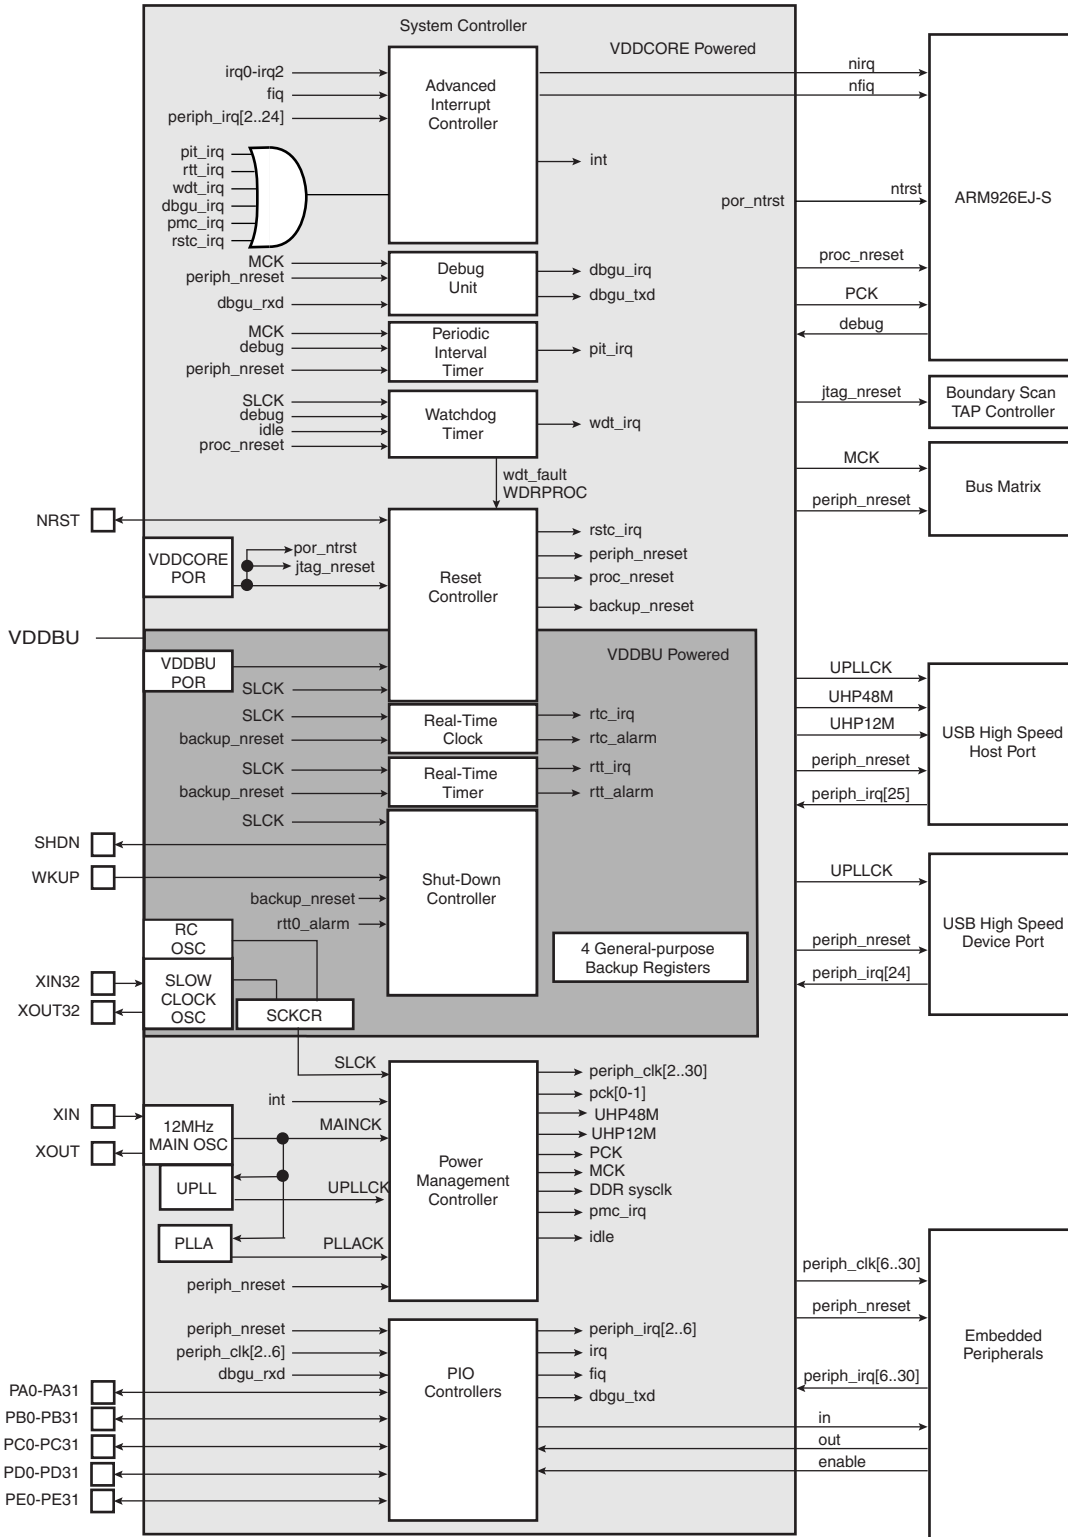 System Controller
VDDCORE Powered
irq0-irq2
fiq
periph_irq[2..24]
Advanced
Interrupt
Controller
nirq
nfiq
int
pit_irq
rtt_irq
wdt_irq
dbgu_irq
pmc_irq
rstc_irq
por_ntrst
ntrst
ARM926EJ-S
proc_nreset
PCK
debug
MCK
periph_nreset
dbgu_rxd
Debug
Unit
dbgu_irq
dbgu_txd
MCK
debug
periph_nreset
Periodic
Interval
Timer
pit_irq
SLCK
debug
idle
proc_nreset
Watchdog
Timer
wdt_irq
jtag_nreset
Boundary Scan
TAP Controller
MCK
periph_nreset
Bus Matrix
wdt_fault
WDRPROC
NRST
VDDCORE
POR
por_ntrst
jtag_nreset
Reset
Controller
rstc_irq
periph_nreset
proc_nreset
backup_nreset
VDDBU
VDDBU Powered
VDDBU
POR
SLCK
SLCK
backup_nreset
Real-Time
Clock
rtc_irq
rtc_alarm
SLCK
backup_nreset
Real-Time
Timer
rtt_irq
rtt_alarm
UPLLCK
UHP48M
UHP12M
periph_nreset
periph_irq[25]
USB High Speed
Host Port
SLCK
SHDN
WKUP
backup_nreset
rtt0_alarm
Shut-Down
Controller
4 General-purpose
Backup Registers
UPLLCK
periph_nreset
periph_irq[24]
USB High Speed
Device Port
RC
OSC
XIN32
XOUT32
SLOW
CLOCK
OSC
SCKCR
SLCK
int
XIN
XOUT
12MHz
MAIN OSC
MAINCK
UPLL
UPLLCK
PLLA
PLLACK
periph_nreset
Power
Management
Controller
periph_clk[2..30]
pck[0-1]
UHP48M
UHP12M
PCK
MCK
DDR sysclk
pmc_irq
idle
periph_nreset
periph_clk[2..6]
dbgu_rxd
PA0-PA31
PB0-PB31
PC0-PC31
PD0-PD31
PE0-PE31
PIO
Controllers
periph_irq[2..6]
irq
fiq
dbgu_txd
periph_clk[6..30]
periph_nreset
periph_irq[6..30]
in
out
enable
Embedded
Peripherals